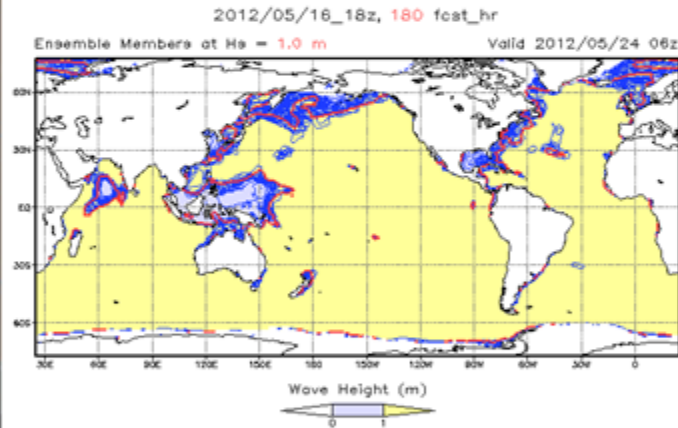 2012/05/16_18z, 180 fcst_hr
Ensemble Members at Hs = 1.0 m
Valid 2012/05/24 06z
60N
30N
EQ
30S
60S
30E 60E 90E 120E 150E 180 150W 120W 90W 60W 30W 0
Wave Height (m)
0 1